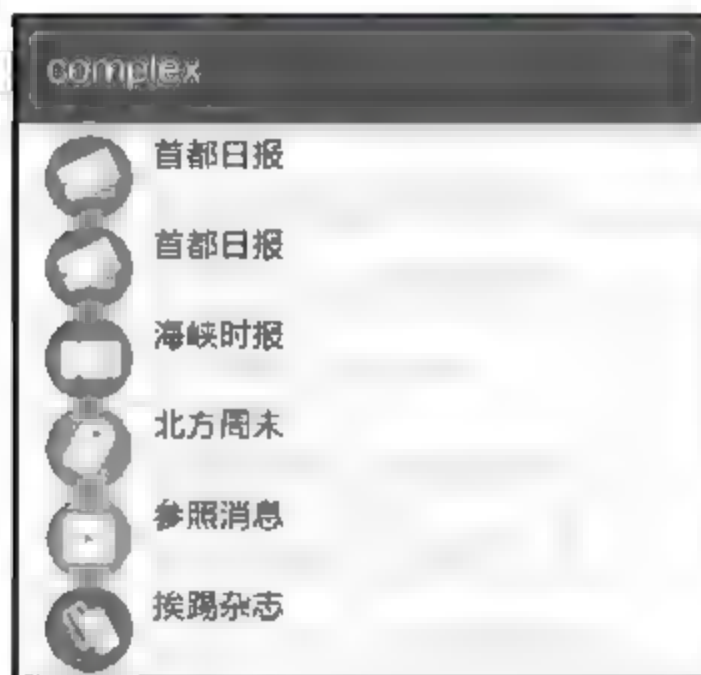 complex
首都日报
首都日报
海峡时报
北方周末
参照消息
挨踢杂志